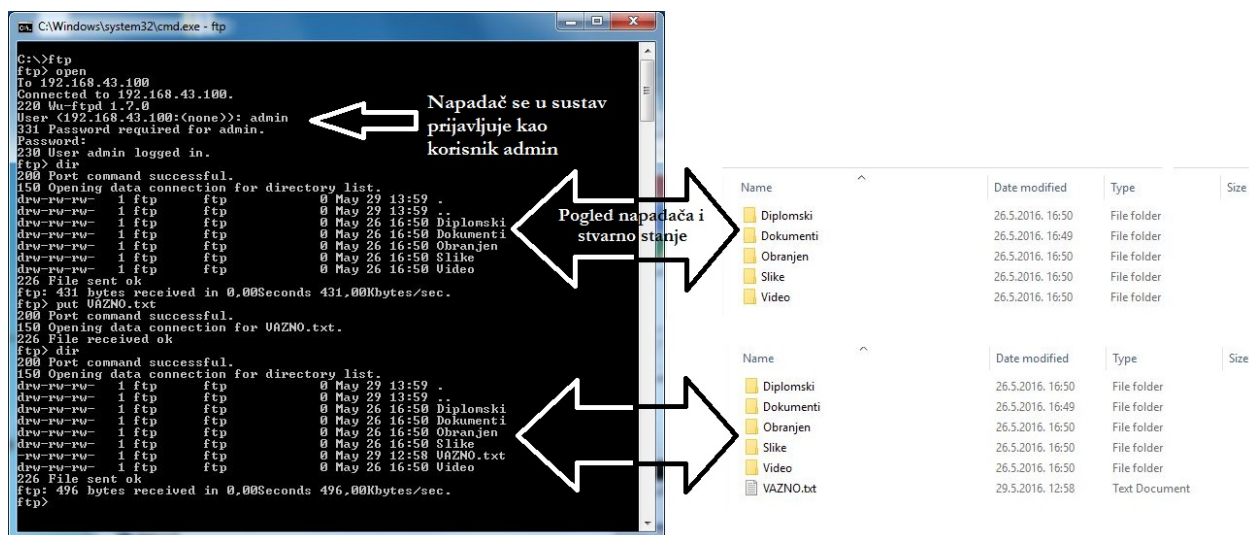 C:\Windows\system32\cmd.exe - ftp
C:\>ftp
ftp> open
To 192.168.43.100
Connected to 192.168.43.100.
220 Wu-ftpd 1.7.0
User (192.168.43.100:(none)): admin
331 Password required for admin.
Password:
230 User admin logged in.
ftp> dir
200 Port command successful.
150 Opening data connection for directory list.
drw-rw-rw- 1 ftp ftp 0 May 29 13:59 .
drw-rw-rw- 1 ftp ftp 0 May 29 13:59 ..
drw-rw-rw- 1 ftp ftp 0 May 26 16:50 Diplomski
drw-rw-rw- 1 ftp ftp 0 May 26 16:50 Dokumenti
drw-rw-rw- 1 ftp ftp 0 May 26 16:50 Obranjen
drw-rw-rw- 1 ftp ftp 0 May 26 16:50 Slike
drw-rw-rw- 1 ftp ftp 0 May 26 16:50 Video
226 File sent ok
ftp: 431 bytes received in 0,00Seconds 431,00Kbytes/sec.
ftp> put VAZNO.txt
200 Port command successful.
150 Opening data connection for VAZNO.txt.
226 File received ok
ftp> dir
200 Port command successful.
150 Opening data connection for directory list.
drw-rw-rw- 1 ftp ftp 0 May 29 13:59 .
drw-rw-rw- 1 ftp ftp 0 May 29 13:59 ..
drw-rw-rw- 1 ftp ftp 0 May 26 16:50 Diplomski
drw-rw-rw- 1 ftp ftp 0 May 26 16:50 Dokumenti
drw-rw-rw- 1 ftp ftp 0 May 26 16:50 Obranjen
drw-rw-rw- 1 ftp ftp 0 May 26 16:50 Slike
-rw-rw-rw- 1 ftp ftp 0 May 29 12:58 VAZNO.txt
drw-rw-rw- 1 ftp ftp 0 May 26 16:50 Video
226 File sent ok
ftp: 496 bytes received in 0,00Seconds 496,00Kbytes/sec.
ftp>
Napadač se u sustav
prijavljuje kao
korisnik admin
Pogled napadača i
stvarno stanje
Name Date modified Type Size
Diplomski 26.5.2016. 16:50 File folder
Dokumenti 26.5.2016. 16:49 File folder
Obranjen 26.5.2016. 16:50 File folder
Slike 26.5.2016. 16:50 File folder
Video 26.5.2016. 16:50 File folder
Name Date modified Type Size
Diplomski 26.5.2016. 16:50 File folder
Dokumenti 26.5.2016. 16:49 File folder
Obranjen 26.5.2016. 16:50 File folder
Slike 26.5.2016. 16:50 File folder
Video 26.5.2016. 16:50 File folder
VAZNO.txt 29.5.2016. 12:58 Text Document